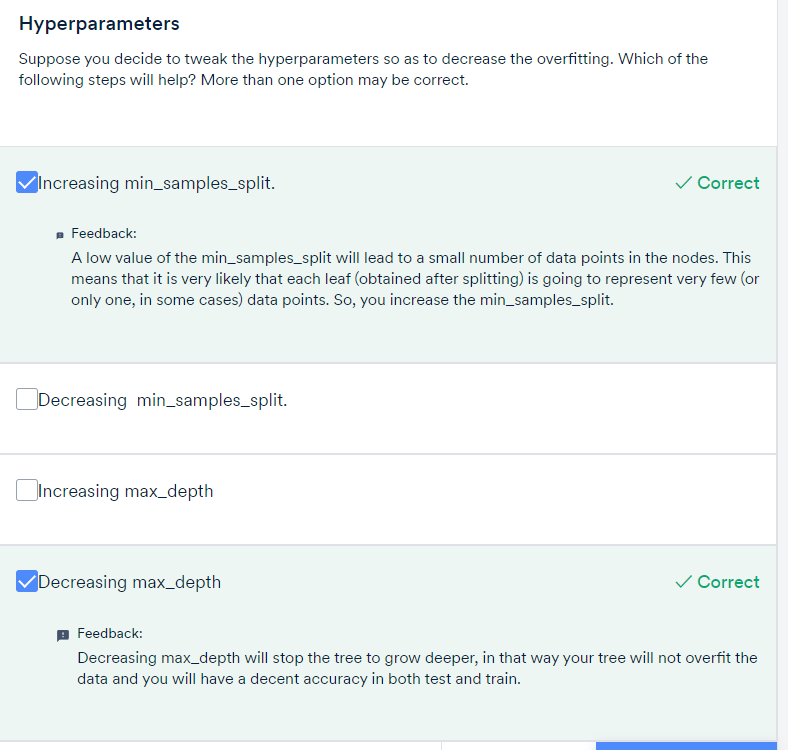 Hyperparameters
Suppose you decide to tweak the hyperparameters so as to decrease the overfitting. Which of the
following steps will help? More than one option may be correct.
Increasing min_samples_split.
Correct
Feedback:
A low value of the min_samples_split will lead to a small number of data points in the nodes. This
means that it is very likely that each leaf (obtained after splitting) is going to represent very few (or
only one, in some cases) data points. So, you increase the min_samples_split.
Decreasing  min_samples_split.
Increasing max_depth
Decreasing max_depth
Correct
Feedback:
Decreasing max_depth will stop the tree to grow deeper, in that way your tree will not overfit the
data and you will have a decent accuracy in both test and train.